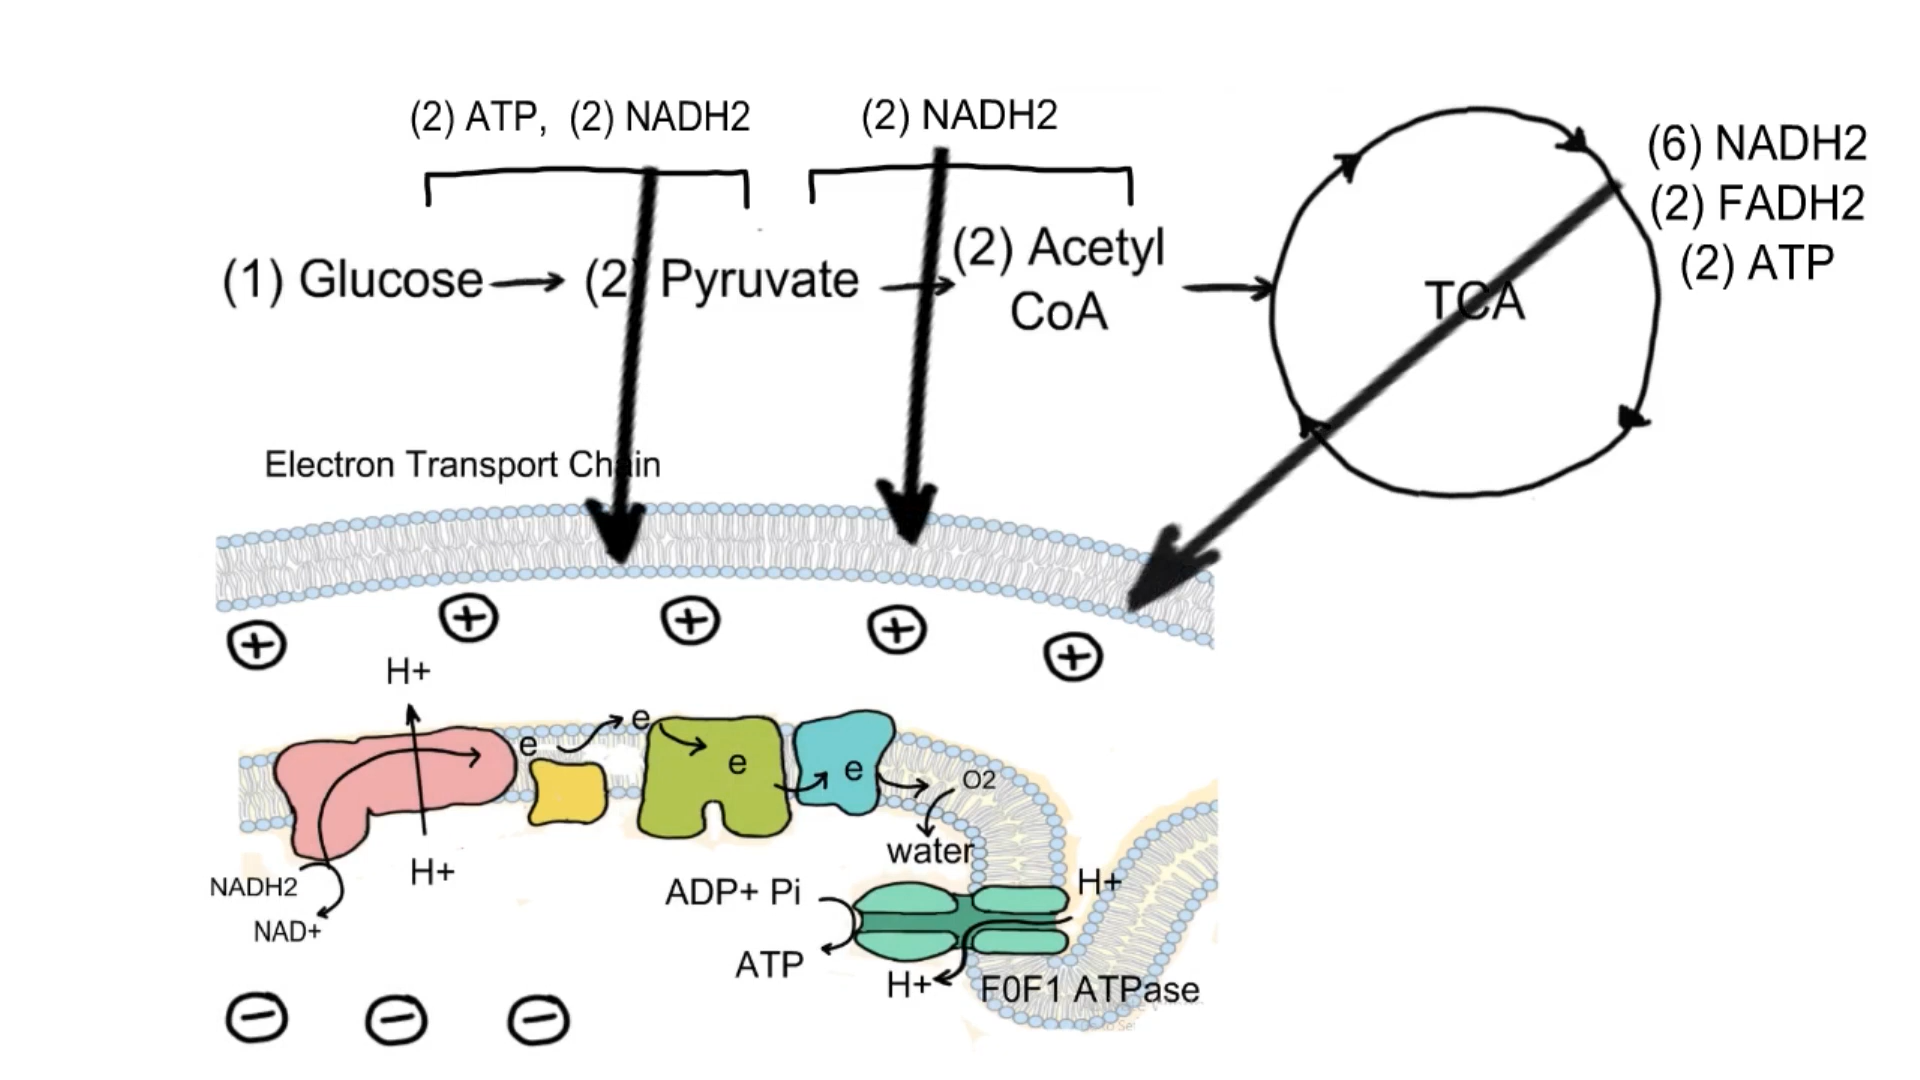 (2) ATP, (2) NADH2
(2) NADH2
(6) NADH2
(2) FADH2
(2) ATP
(1) Glucose
(2 Pyruvate
(2) Acetyl
CoA
TCA
Electron Transport Chain
+ + + + +
H+
e e e e
O2
water
NADH2
H+
NAD+
ADP+ Pi
ATP
H+
H+
F0F1 ATPase
− − −